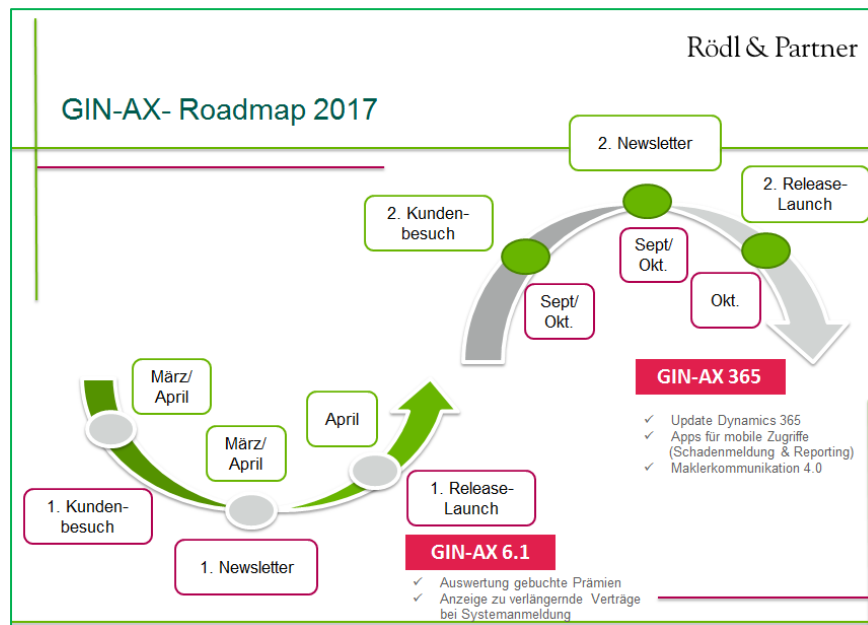 Rödl & Partner
GIN-AX- Roadmap 2017
2. Newsletter
2. Kunden-
besuch
2. Release-
Launch
Sept/
Okt.
Sept/
Okt.
Okt.
März/
April
März/
April
April
1. Kunden-
besuch
1. Newsletter
1. Release-
Launch
GIN-AX 6.1
✓ Auswertung gebuchte Prämien
✓ Anzeige zu verlängernde Verträge
bei Systemanmeldung
GIN-AX 365
✓ Update Dynamics 365
✓ Apps für mobile Zugriffe
(Schadenmeldung & Reporting)
✓ Maklerkommunikation 4.0